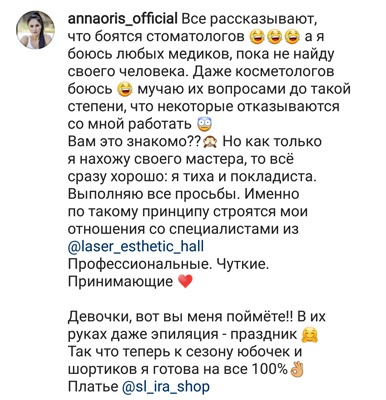 annaoris_official Все рассказывают,
что боятся стоматологов 😂😂😂 а я
боюсь любых медиков, пока не найду
своего человека. Даже косметологов
боюсь 😂 мучаю их вопросами до такой
степени, что некоторые отказываются
со мной работать 😨
Вам это знакомо??🙈 Но как только
я нахожу своего мастера, то всё
сразу хорошо: я тиха и покладиста.
Выполняю все просьбы. Именно
по такому принципу строятся мои
отношения со специалистами из
@laser_esthetic_hall
Профессиональные. Чуткие.
Принимающие ❤️
Девочки, вот вы меня поймёте!! В их
руках даже эпиляция - праздник 🤗
Так что теперь к сезону юбочек и
шортиков я готова на все 100%👌🏼
Платье @sl_ira_shop